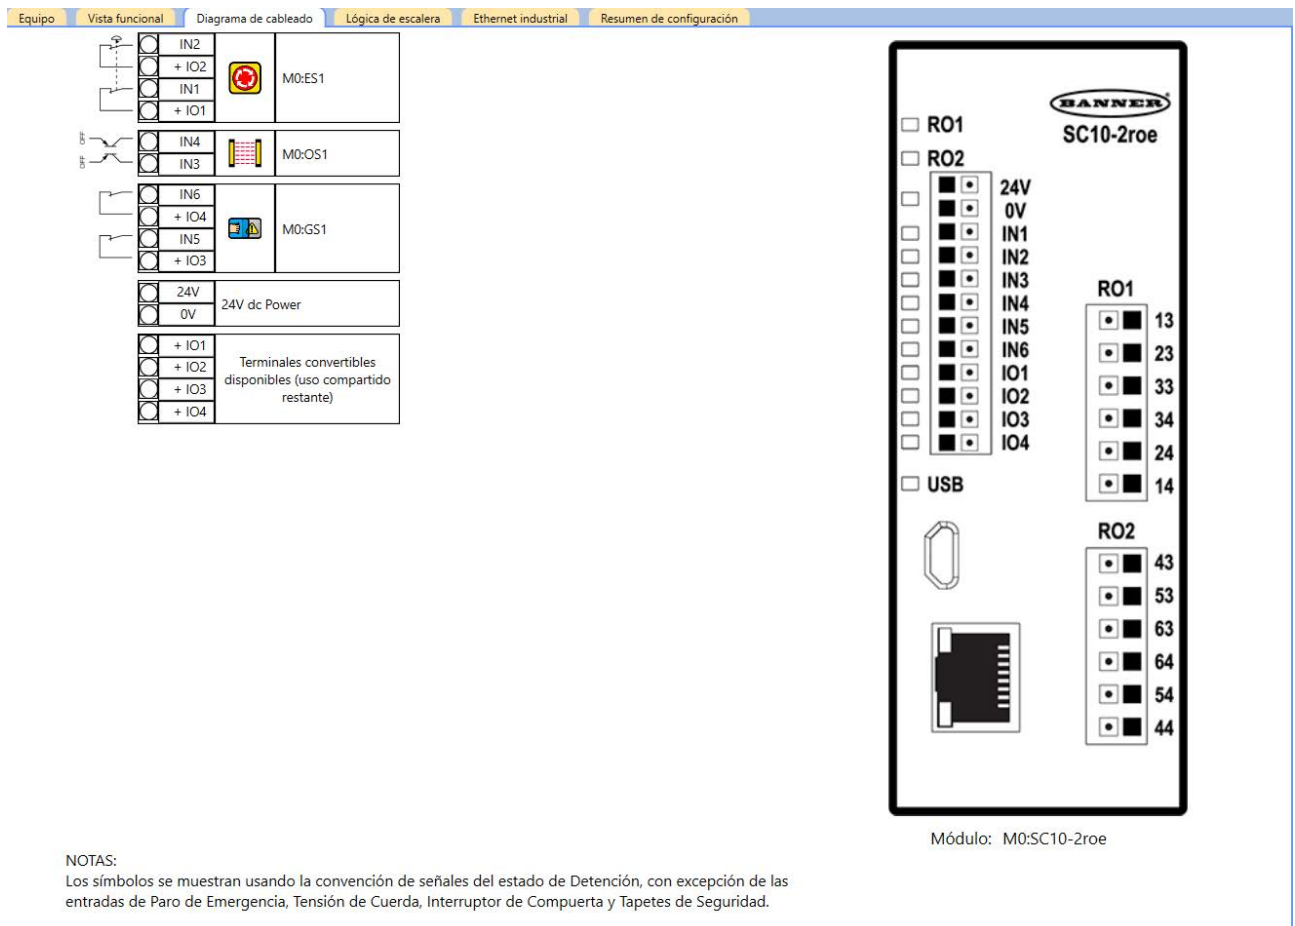 Equipo Vista funcional Diagrama de cableado Lógica de escalera Ethernet industrial Resumen de configuración
IN2
+ IO2
IN1
+ IO1
M0:ES1
OFF
OFF
IN4
IN3
M0:OS1
IN6
+ IO4
IN5
+ IO3
M0:GS1
24V
0V
24V dc Power
+ IO1
+ IO2
+ IO3
+ IO4
Terminales convertibles
disponibles (uso compartido
restante)
BANNER
SC10-2roe
RO1
RO2
24V
0V
IN1
IN2
IN3
IN4
IN5
IN6
IO1
IO2
IO3
IO4
USB
RO1
13
23
33
34
24
14
RO2
43
53
63
64
54
44
Módulo: M0:SC10-2roe
NOTAS:
Los símbolos se muestran usando la convención de señales del estado de Detención, con excepción de las
entradas de Paro de Emergencia, Tensión de Cuerda, Interruptor de Compuerta y Tapetes de Seguridad.